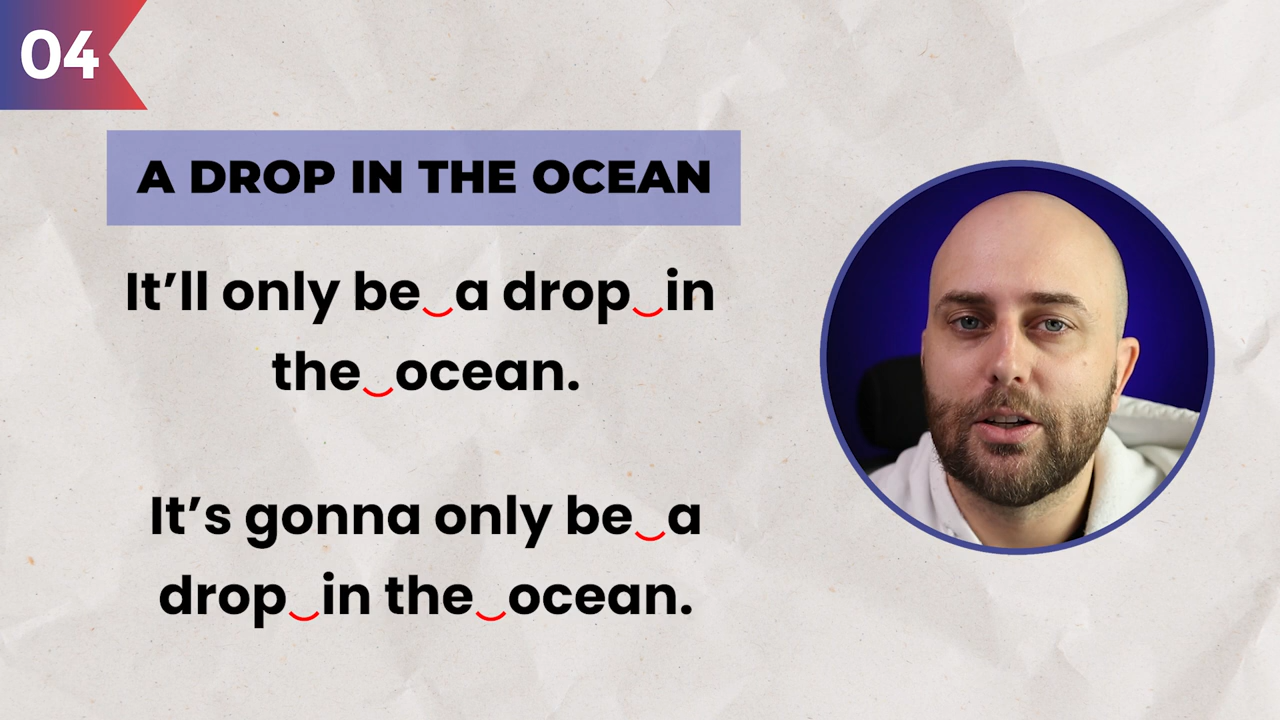 04
A DROP IN THE OCEAN
It’ll only be‿a drop‿in
the‿ocean.
It’s gonna only be‿a
drop‿in the‿ocean.